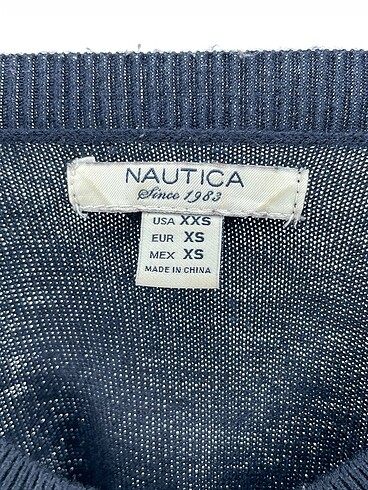 NAUTICA
Since 1983
USA XXS
EUR XS
MEX XS
MADE IN CHINA